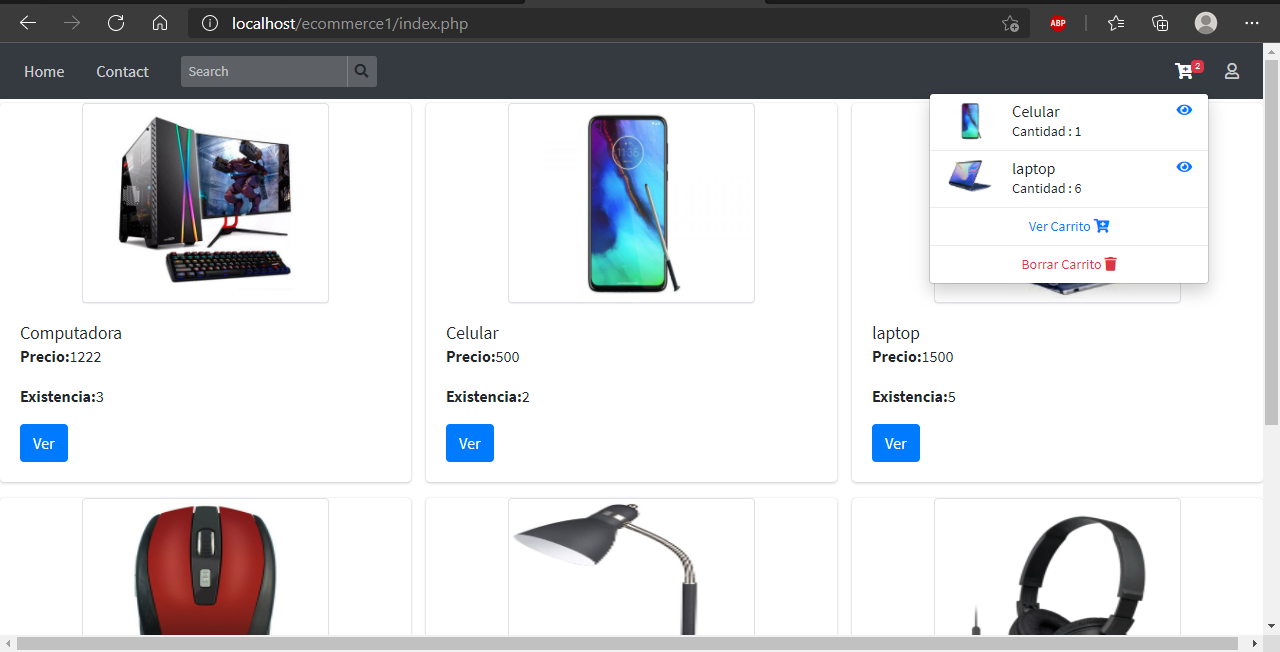 localhost/ecommerce1/index.php
ABP
Home
Contact
Search
2
Celular
Cantidad : 1
laptop
Cantidad : 6
Ver Carrito
Borrar Carrito
Computadora
Precio:1222
Existencia:3
Ver
Celular
Precio:500
Existencia:2
Ver
laptop
Precio:1500
Existencia:5
Ver